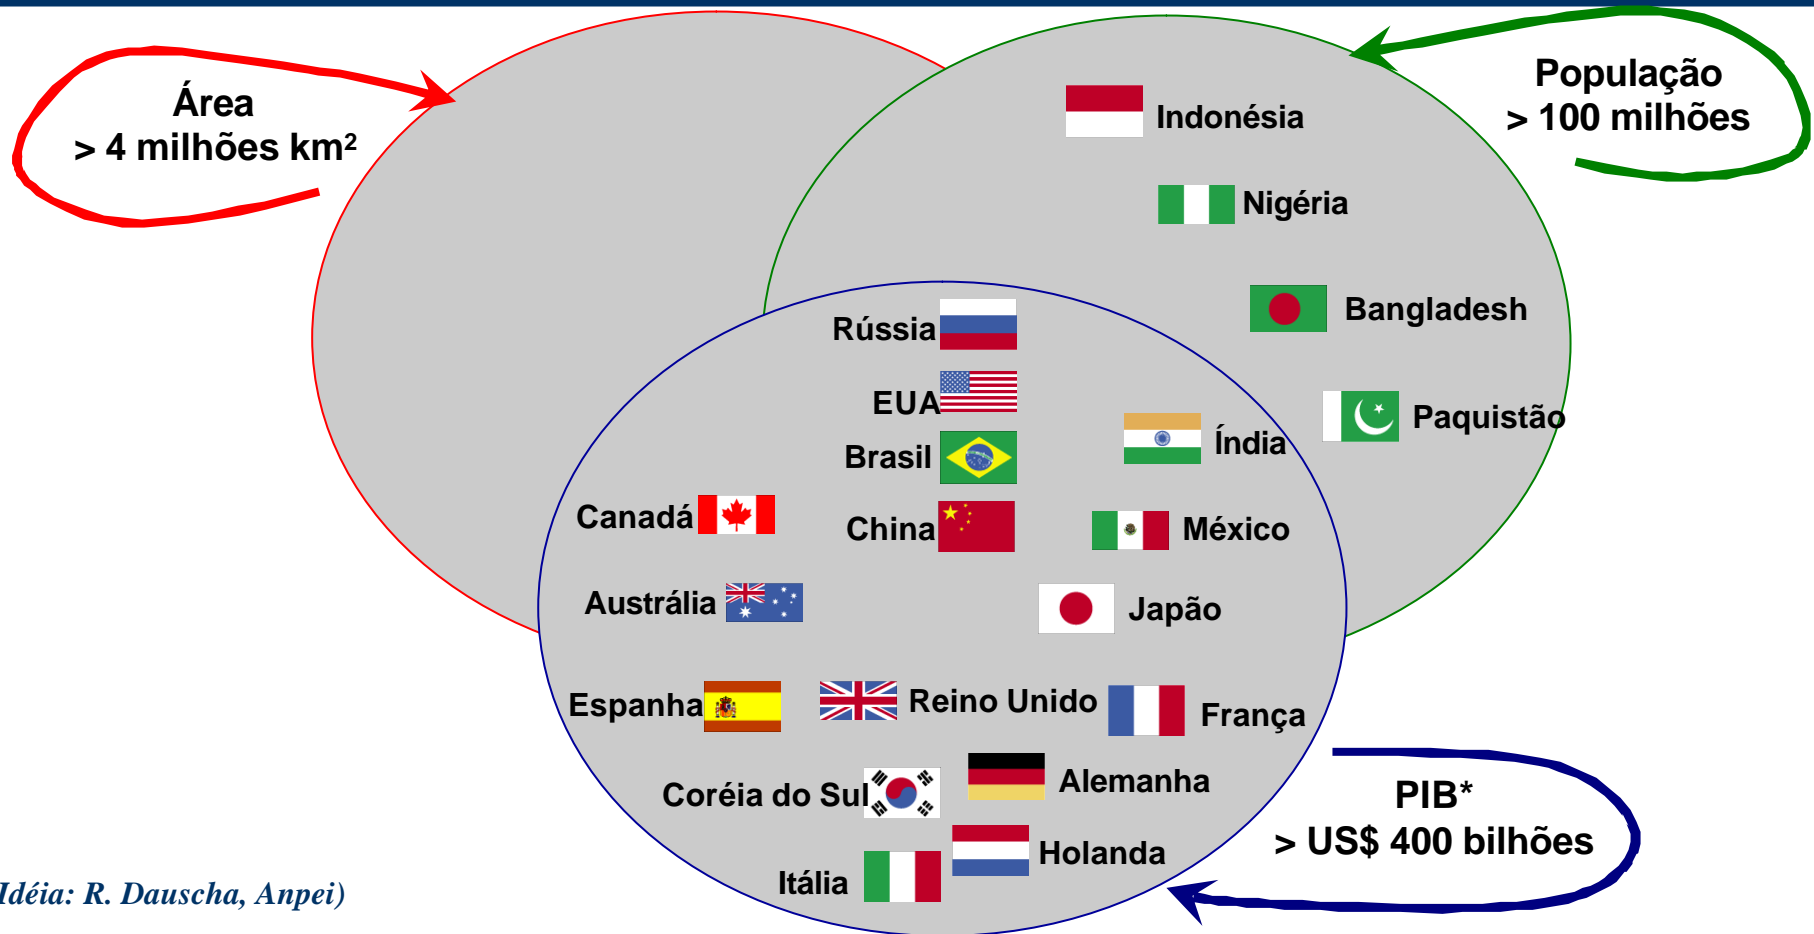 Área
> 4 milhões km²
População
> 100 milhões
Indonésia
Nigéria
Bangladesh
Paquistão
Rússia
EUA
Brasil
Índia
Canadá
China
México
Austrália
Japão
Espanha
Reino Unido
França
Coréia do Sul
Alemanha
Holanda
Itália
PIB*
> US$ 400 bilhões
Idéia: R. Dauscha, Anpei)